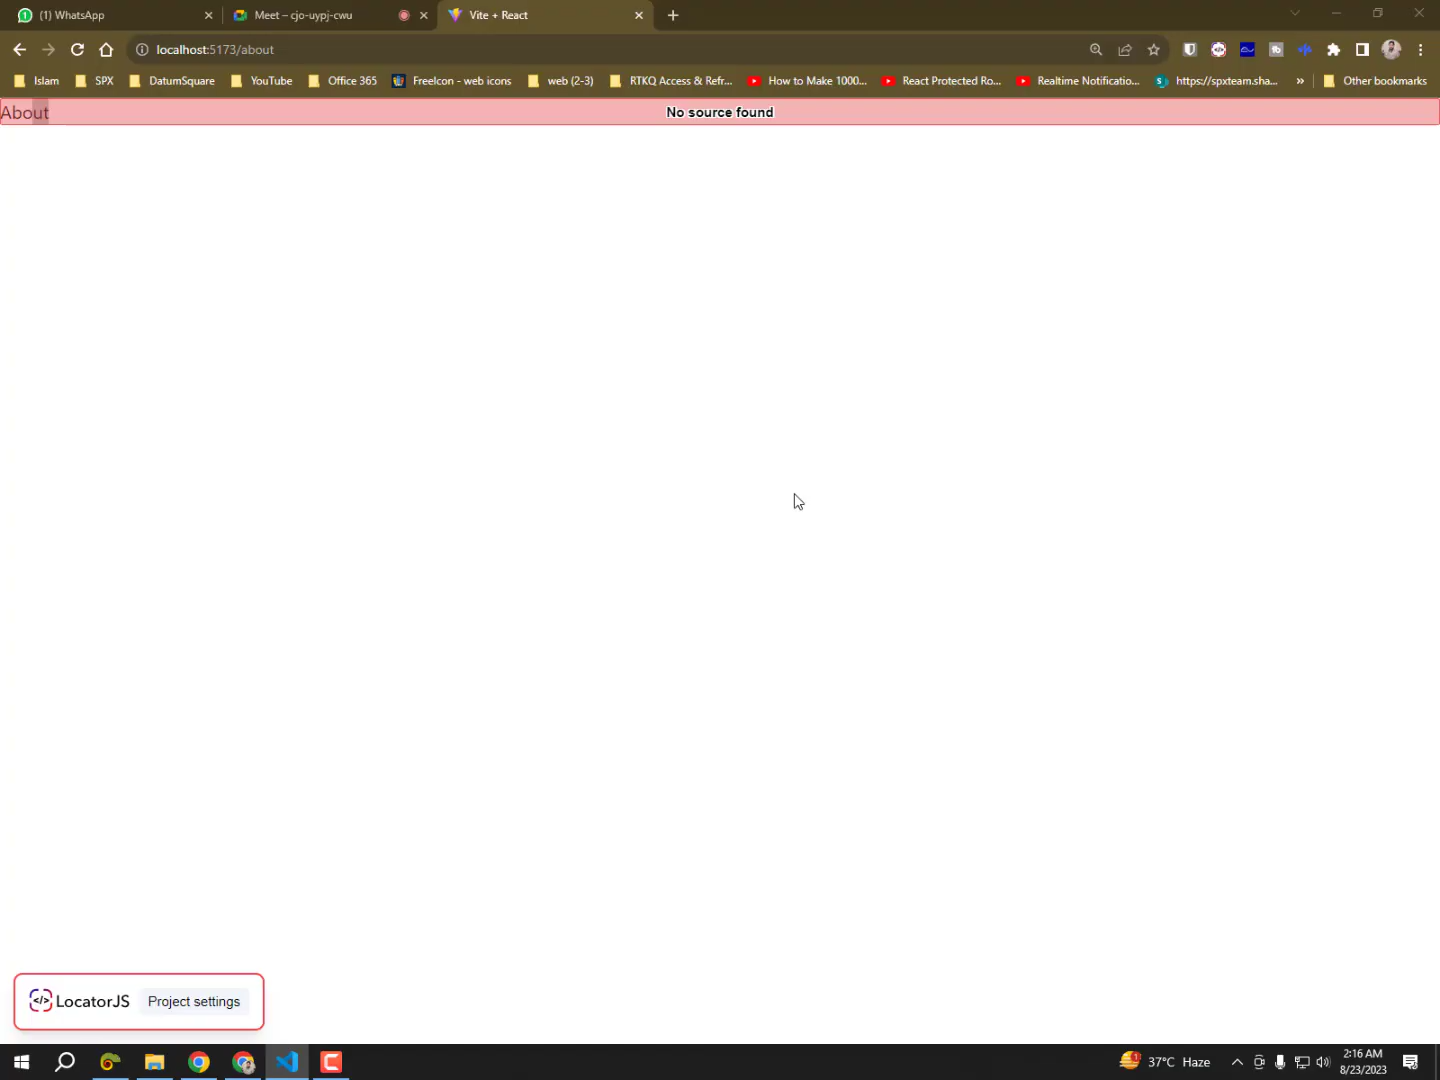 (1) WhatsApp
Meet – cjo-uypj-cwu
Vite + React
localhost:5173/about
Islam
SPX
DatumSquare
YouTube
Office 365
FreeIcon - web icons
web (2-3)
RTKQ Access & Refr...
How to Make 1000...
React Protected Ro...
Realtime Notificatio...
https://spxteam.sha...
»
Other bookmarks
About
No source found
LocatorJS
Project settings
37°C Haze
2:16 AM
8/23/2023